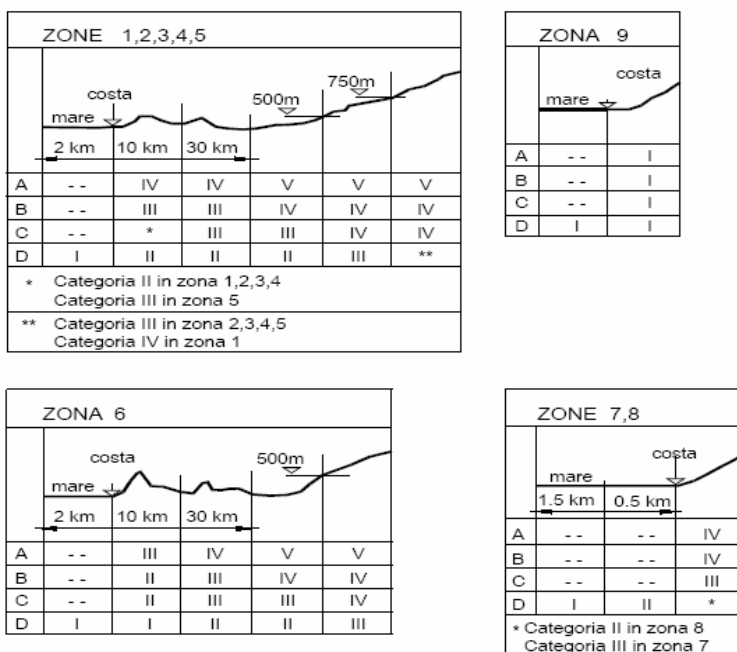 ZONE 1,2,3,4,5
costa
mare
500m
750m
2 km 10 km 30 km
A -- IV IV V V V
B -- III III IV IV IV
C -- * III III IV IV
D I II II II III **
* Categoria II in zona 1,2,3,4
Categoria III in zona 5
** Categoria III in zona 2,3,4,5
Categoria IV in zona 1
ZONA 9
costa
mare
A -- I
B -- I
C -- I
D I I
ZONA 6
costa
mare
500m
2 km 10 km 30 km
A -- III IV V V
B -- II III IV IV
C -- II III III IV
D I I II II III
ZONE 7,8
costa
mare
1.5 km 0.5 km
A -- -- IV
B -- -- IV
C -- -- III
D I II *
* Categoria II in zona 8
Categoria III in zona 7